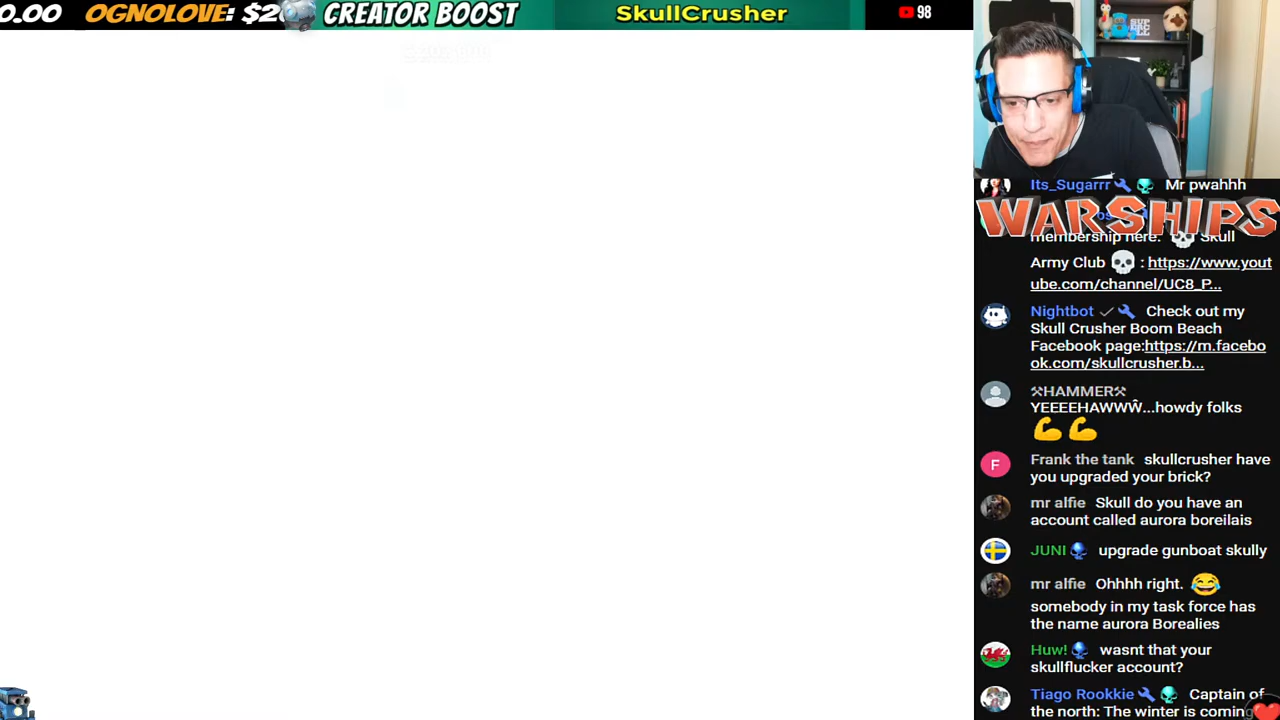 0.00 OGNOLOVE: $2
CREATOR BOOST
SkullCrusher
98
SUP
ERC
ELL
Its_Sugarrr Mr pwahhh
WARSHIPS
membership here. Skull
Army Club : https://www.yout
ube.com/channel/UC8_P...
Nightbot Check out my
Skull Crusher Boom Beach
Facebook page:https://m.facebo
ok.com/skullcrusher.b...
⚒HAMMER⚒
YEEEEHAWWŴ...howdy folks
Frank the tank skullcrusher have
you upgraded your brick?
mr alfie Skull do you have an
account called aurora boreilais
JUNI upgrade gunboat skully
mr alfie Ohhhh right.
somebody in my task force has
the name aurora Borealies
Huw! wasnt that your
skullflucker account?
Tiago Rookkie Captain of
the north: The winter is coming